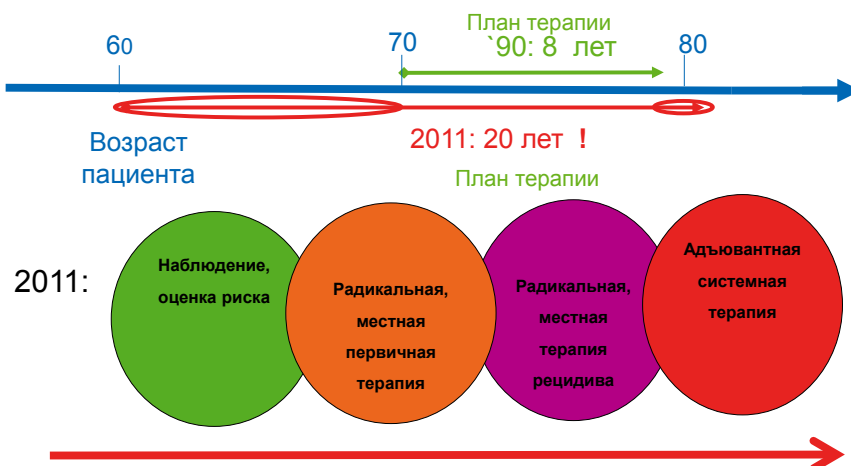 План терапии
60 70 `90: 8 лет 80
Возраст
пациента
2011: 20 лет !
План терапии
2011:
Наблюдение,
оценка риска
Радикальная,
местная
первичная
терапия
Радикальная,
местная
терапия
рецидива
Адъювантная
системная
терапия